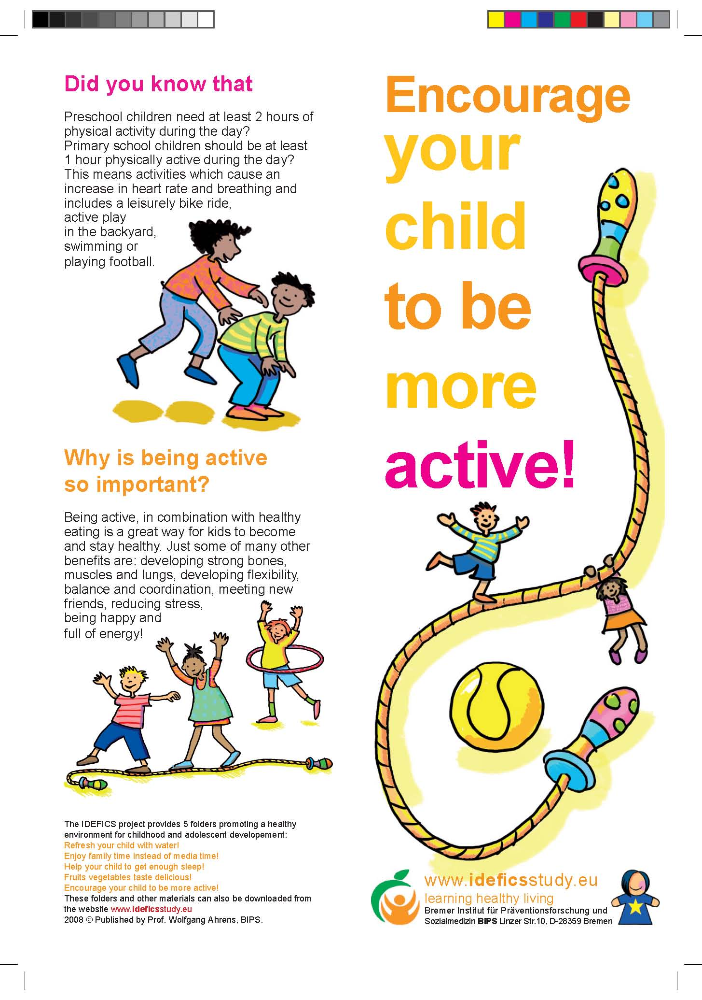 Did you know that
Preschool children need at least 2 hours of
physical activity during the day?
Primary school children should be at least
1 hour physically active during the day?
This means activities which cause an
increase in heart rate and breathing and
includes a leisurely bike ride,
active play
in the backyard,
swimming or
playing football.
Why is being active
so important?
Being active, in combination with healthy
eating is a great way for kids to become
and stay healthy. Just some of many other
benefits are: developing strong bones,
muscles and lungs, developing flexibility,
balance and coordination, meeting new
friends, reducing stress,
being happy and
full of energy!
The IDEFICS project provides 5 folders promoting a healthy
environment for childhood and adolescent developement:
Refresh your child with water!
Enjoy family time instead of media time!
Help your child to get enough sleep!
Fruits vegetables taste delicious!
Encourage your child to be more active!
These folders and other materials can also be downloaded from
the website www.ideficsstudy.eu
2008 © Published by Prof. Wolfgang Ahrens, BIPS.
Encourage
your
child
to be
more
active!
www.ideficsstudy.eu
learning healthy living
Bremer Institut für Präventionsforschung und
Sozialmedizin BiPS Linzer Str.10, D-28359 Bremen